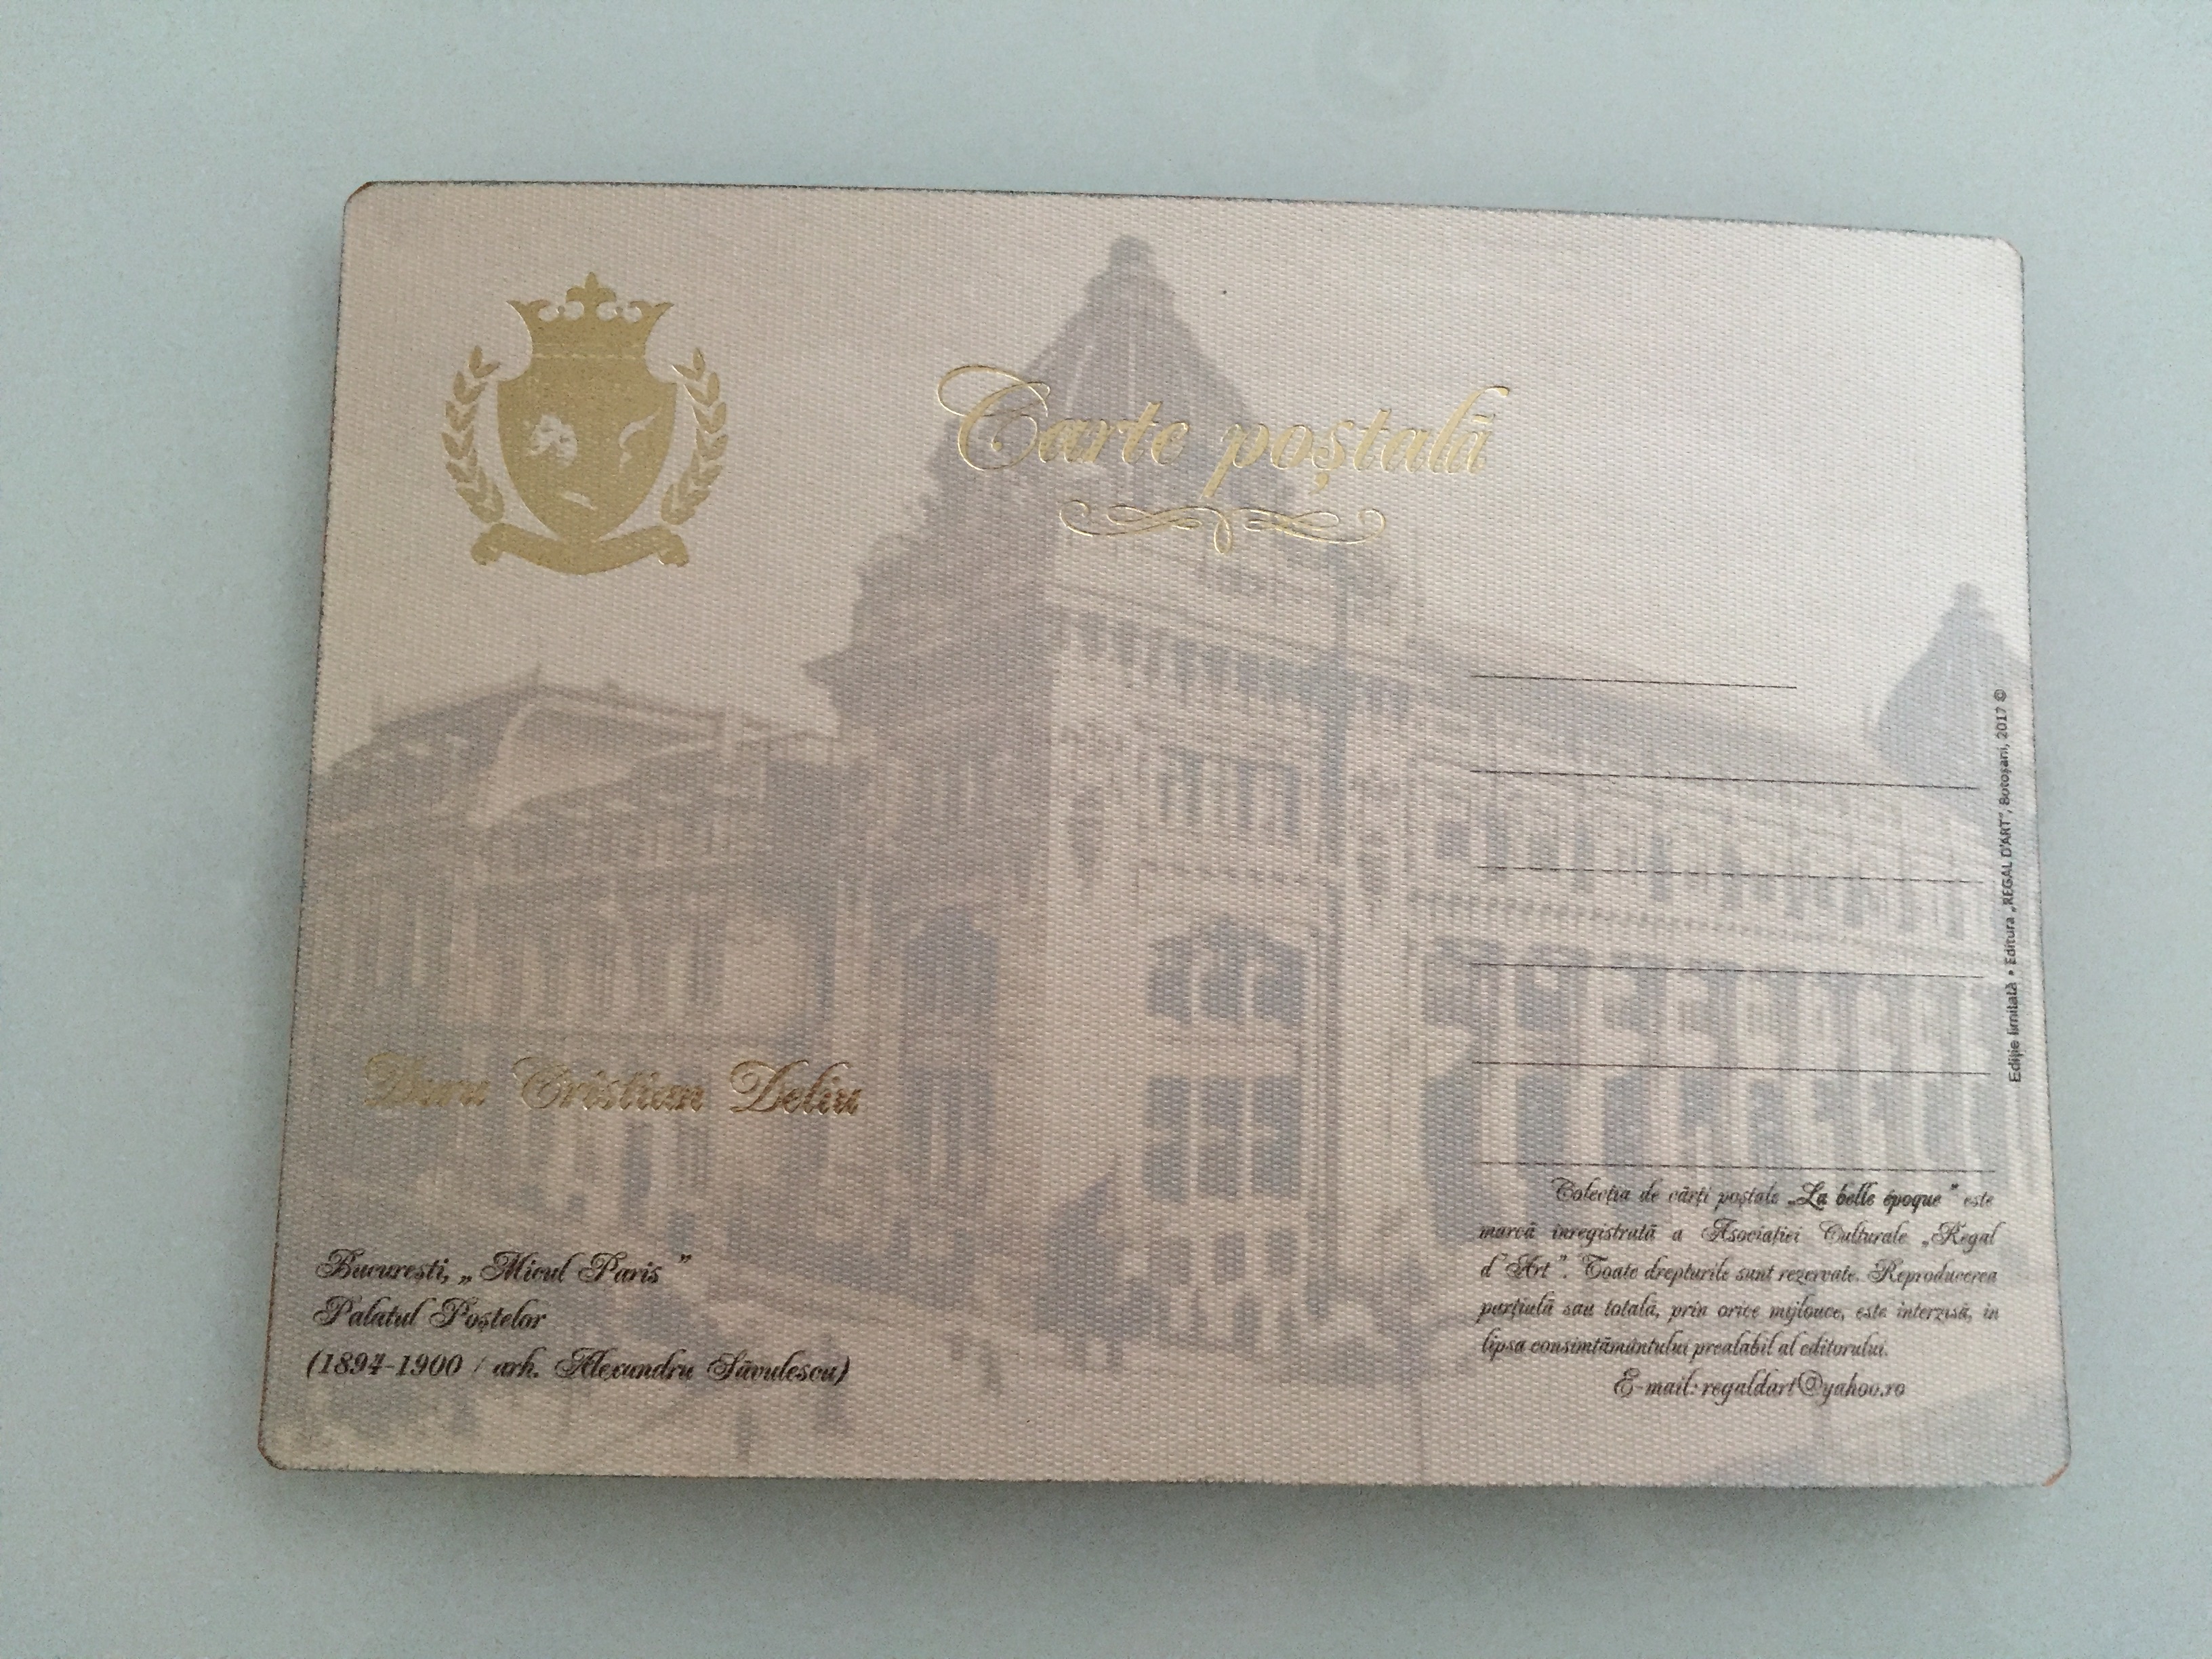 Carte poștală
Cristian Deliu
București, „Micul Paris”
Palatul Poștelor
(1894-1900 / arh. Alexandru Săvulescu)
Colecția de cărți poștale „La belle époque” este
marcă înregistrată a Asociației Culturale „Regal
d'Art”. Toate drepturile sunt rezervate. Reproducerea
parțială sau totală, prin orice mijloace, este interzisă, în
lipsa consimțământului prealabil al editorului.
E-mail: regaldart@yahoo.ro
Ediție limitată • Editura „REGAL D'ART”, Botoșani, 2017 ©